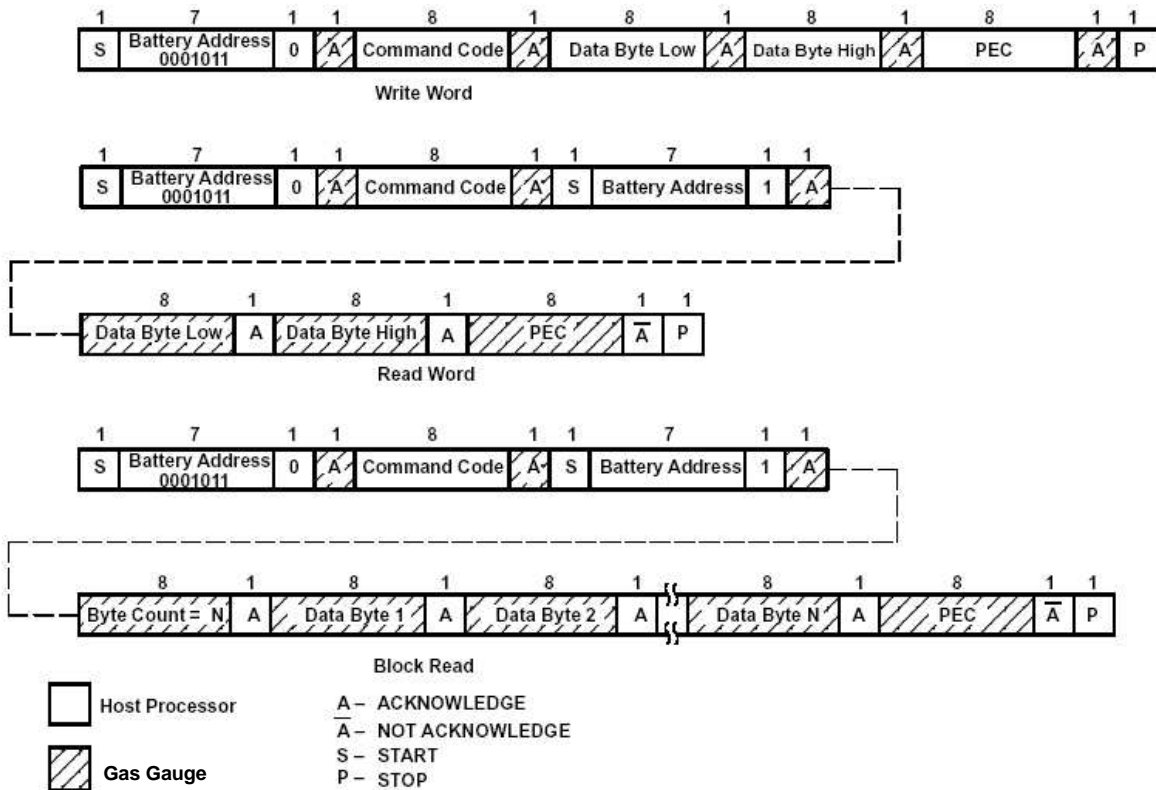 1 7 1 1 8 1 8 1 8 1 8 1 1
S Battery Address 0 A Command Code A Data Byte Low A Data Byte High A PEC A P
0001011
Write Word
1 7 1 1 8 1 1 7 1 1
S Battery Address 0 A Command Code A S Battery Address 1 A
0001011
8 1 8 1 8 1 1
Data Byte Low A Data Byte High A PEC A̅ P
Read Word
1 7 1 1 8 1 1 7 1 1
S Battery Address 0 A Command Code A S Battery Address 1 A
0001011
8 1 8 1 8 1 8 1 8 1 1
Byte Count = N A Data Byte 1 A Data Byte 2 A Data Byte N A PEC A̅ P
Block Read
Host Processor
Gas Gauge
A – ACKNOWLEDGE
A̅ – NOT ACKNOWLEDGE
S – START
P – STOP